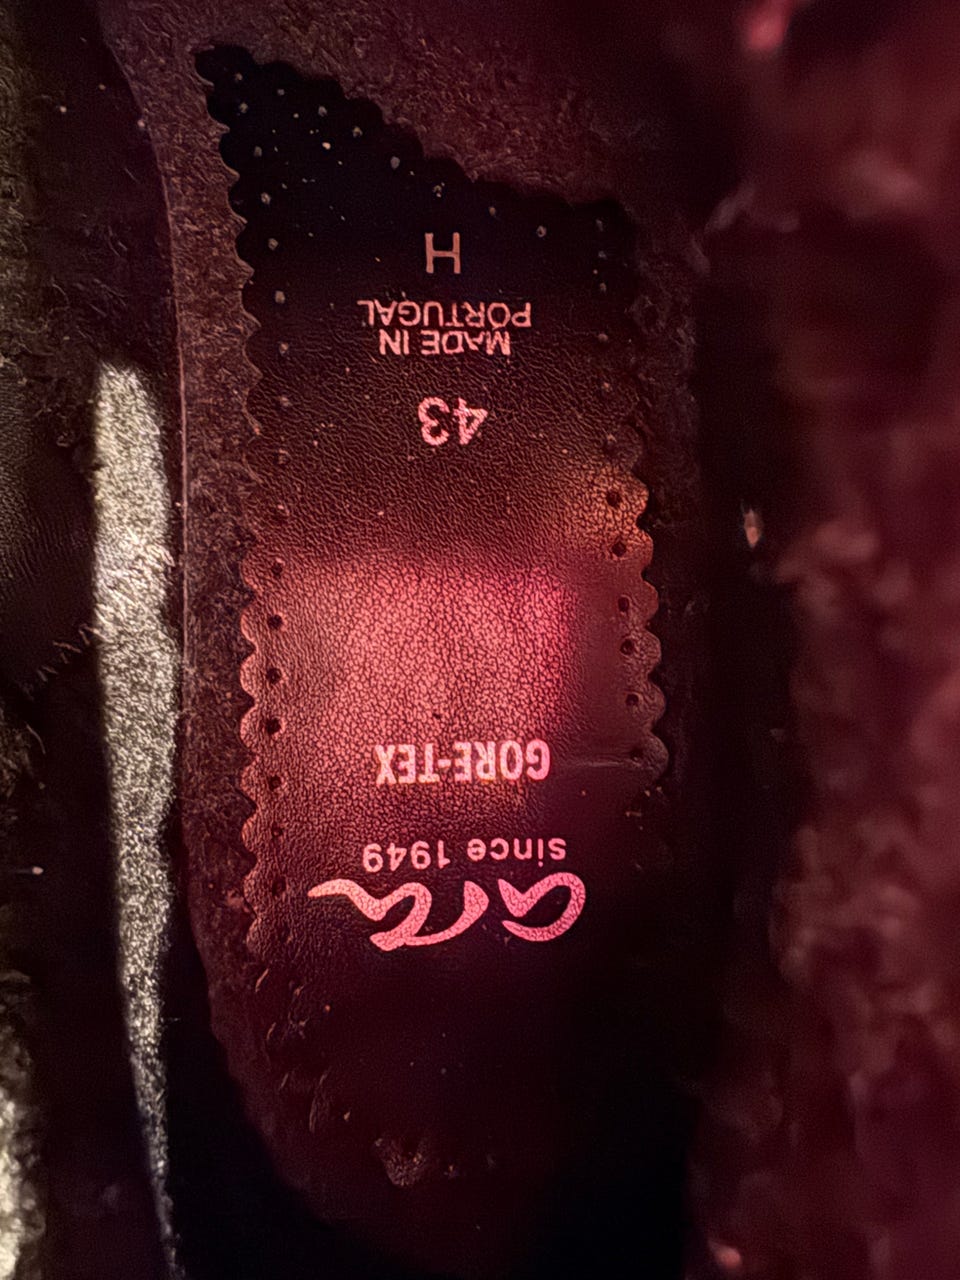 ara
since 1949
GORE-TEX
43
MADE IN
PORTUGAL
H